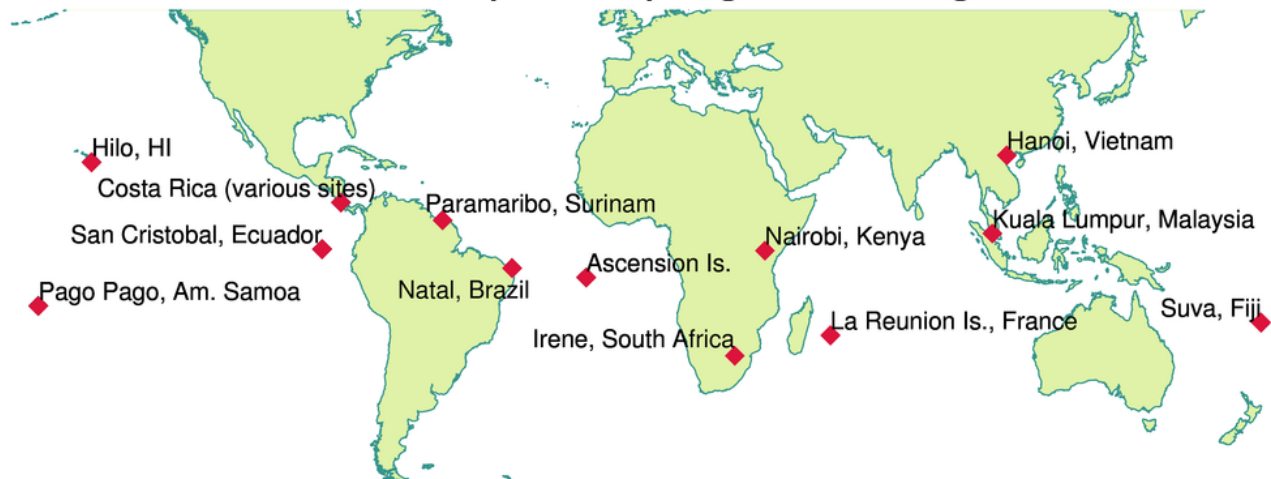 Hilo, HI
Hanoi, Vietnam
Costa Rica (various sites)
Paramaribo, Surinam
Kuala Lumpur, Malaysia
San Cristobal, Ecuador
Nairobi, Kenya
Ascension Is.
Natal, Brazil
Pago Pago, Am. Samoa
Suva, Fiji
La Reunion Is., France
Irene, South Africa